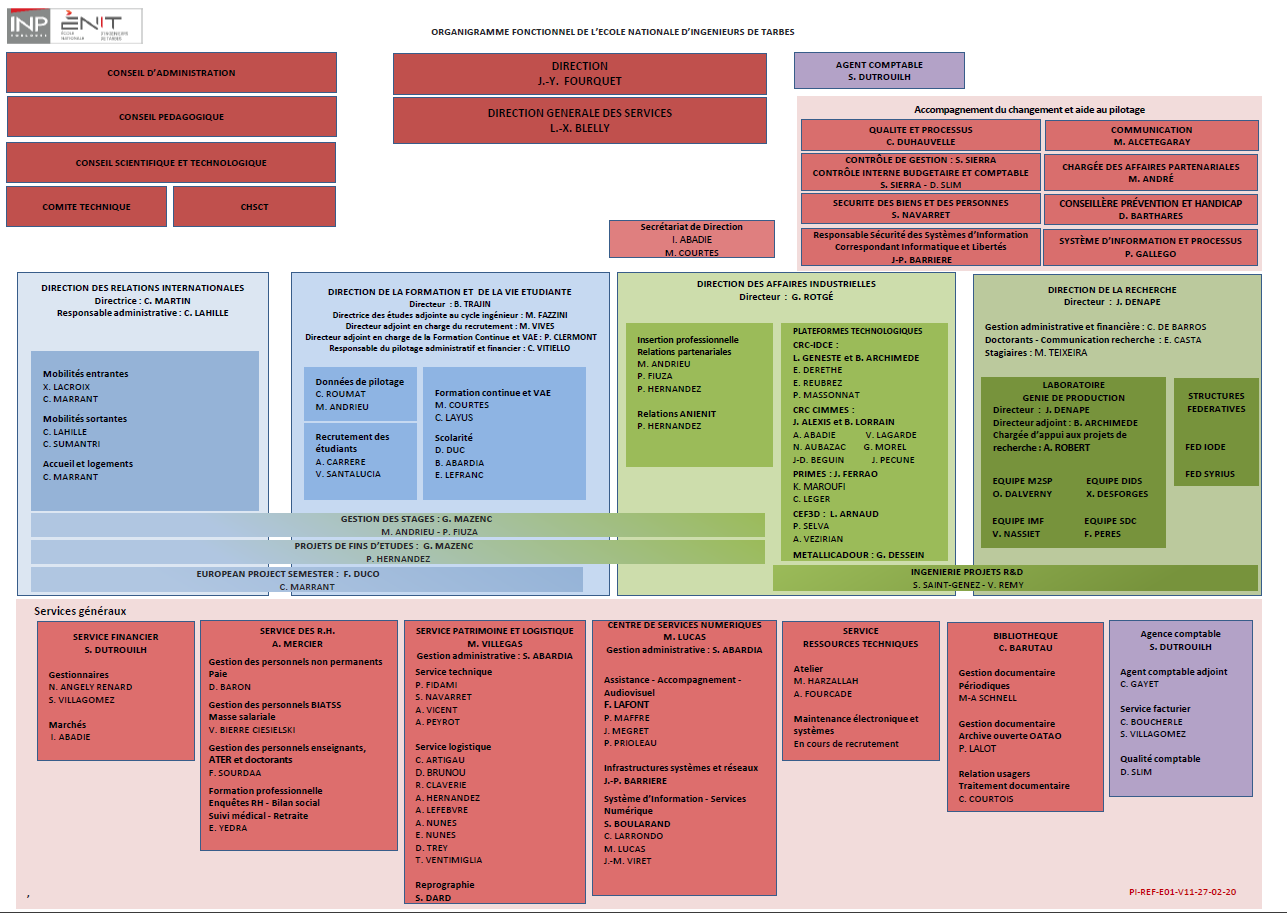 INP
TOULOUSE
ÈNIT
ÉCOLE
NATIONALE
D'INGÉNIEURS
DE TARBES
ORGANIGRAMME FONCTIONNEL DE L'ECOLE NATIONALE D'INGENIEURS DE TARBES
CONSEIL D'ADMINISTRATION
CONSEIL PEDAGOGIQUE
CONSEIL SCIENTIFIQUE ET TECHNOLOGIQUE
COMITE TECHNIQUE
CHSCT
DIRECTION
J.-Y. FOURQUET
DIRECTION GENERALE DES SERVICES
L.-X. BLELLY
AGENT COMPTABLE
S. DUTROUILH
Accompagnement du changement et aide au pilotage
QUALITE ET PROCESSUS
C. DUHAUVELLE
COMMUNICATION
M. ALCETEGARAY
CONTRÔLE DE GESTION : S. SIERRA
CONTRÔLE INTERNE BUDGETAIRE ET COMPTABLE
S. SIERRA - D. SLIM
CHARGÉE DES AFFAIRES PARTENARIALES
M. ANDRÉ
SECURITE DES BIENS ET DES PERSONNES
S. NAVARRET
CONSEILLÈRE PRÉVENTION ET HANDICAP
D. BARTHARES
Responsable Sécurité des Systèmes d'Information
Correspondant Informatique et Libertés
J-P. BARRIERE
SYSTÈME D'INFORMATION ET PROCESSUS
P. GALLEGO
Secrétariat de Direction
I. ABADIE
M. COURTES
DIRECTION DES RELATIONS INTERNATIONALES
Directrice : C. MARTIN
Responsable administrative : C. LAHILLE
Mobilités entrantes
X. LACROIX
C. MARRANT
Mobilités sortantes
C. LAHILLE
C. SUMANTRI
Accueil et logements
C. MARRANT
DIRECTION DE LA FORMATION ET DE LA VIE ETUDIANTE
Directeur : B. TRAJIN
Directrice des études adjointe au cycle ingénieur : M. FAZZINI
Directeur adjoint en charge du recrutement : M. VIVES
Directeur adjoint en charge de la Formation Continue et VAE : P. CLERMONT
Responsable du pilotage administratif et financier : C. VITIELLO
Données de pilotage
C. ROUMAT
M. ANDRIEU
Recrutement des
étudiants
A. CARRERE
V. SANTALUCIA
Formation continue et VAE
M. COURTES
C. LAYUS
Scolarité
D. DUC
B. ABARDIA
E. LEFRANC
DIRECTION DES AFFAIRES INDUSTRIELLES
Directeur : G. ROTGÉ
Insertion professionnelle
Relations partenariales
M. ANDRIEU
P. FIUZA
P. HERNANDEZ
Relations ANIENIT
P. HERNANDEZ
PLATEFORMES TECHNOLOGIQUES
CRC-IDCE :
L. GENESTE et B. ARCHIMEDE
E. DERETHE
E. REUBREZ
P. MASSONNAT
CRC CIMMES :
J. ALEXIS et B. LORRAIN
A. ABADIE V. LAGARDE
N. AUBAZAC G. MOREL
J-D. BEGUIN J. PECUNE
PRIMES : J. FERRAO
K. MAROUFI
C. LEGER
CEF3D : L. ARNAUD
P. SELVA
A. VEZIRIAN
METALLICADOUR : G. DESSEIN
DIRECTION DE LA RECHERCHE
Directeur : J. DENAPE
Gestion administrative et financière : C. DE BARROS
Doctorants - Communication recherche : E. CASTA
Stagiaires : M. TEIXEIRA
LABORATOIRE
GENIE DE PRODUCTION
Directeur : J. DENAPE
Directeur adjoint : B. ARCHIMEDE
Chargée d'appui aux projets de
recherche : A. ROBERT
EQUIPE M2SP EQUIPE DIDS
O. DALVERNY X. DESFORGES
EQUIPE IMF EQUIPE SDC
V. NASSIET F. PERES
STRUCTURES
FEDERATIVES
FED IODE
FED SYRIUS
GESTION DES STAGES : G. MAZENC
M. ANDRIEU - P. FIUZA
PROJETS DE FINS D'ETUDES : G. MAZENC
P. HERNANDEZ
EUROPEAN PROJECT SEMESTER : F. DUCO
C. MARRANT
INGENIERIE PROJETS R&D
S. SAINT-GENEZ - V. REMY
Services généraux
SERVICE FINANCIER
S. DUTROUILH
Gestionnaires
N. ANGELY RENARD
S. VILLAGOMEZ
Marchés
I. ABADIE
SERVICE DES R.H.
A. MERCIER
Gestion des personnels non permanents
Paie
D. BARON
Gestion des personnels BIATSS
Masse salariale
V. BIERRE CIESIELSKI
Gestion des personnels enseignants,
ATER et doctorants
F. SOURDAA
Formation professionnelle
Enquêtes RH - Bilan social
Suivi médical - Retraite
E. YEDRA
SERVICE PATRIMOINE ET LOGISTIQUE
M. VILLEGAS
Gestion administrative : S. ABARDIA
Service technique
P. FIDAMI
S. NAVARRET
A. VICENT
A. PEYROT
Service logistique
C. ARTIGAU
D. BRUNOU
R. CLAVERIE
A. HERNANDEZ
A. LEFEBVRE
A. NUNES
E. NUNES
D. TREY
T. VENTIMIGLIA
Reprographie
S. DARD
CENTRE DE SERVICES NUMERIQUES
M. LUCAS
Gestion administrative : S. ABARDIA
Assistance - Accompagnement -
Audiovisuel
F. LAFONT
P. MAFFRE
J. MEGRET
P. PRIOLEAU
Infrastructures systèmes et réseaux
J.-P. BARRIERE
Système d'Information - Services
Numérique
S. BOULARAND
C. LARRONDO
M. LUCAS
J.-M. VIRET
SERVICE
RESSOURCES TECHNIQUES
Atelier
M. HARZALLAH
A. FOURCADE
Maintenance électronique et
systèmes
En cours de recrutement
BIBLIOTHEQUE
C. BARUTAU
Gestion documentaire
Périodiques
M-A SCHNELL
Gestion documentaire
Archive ouverte OATAO
P. LALOT
Relation usagers
Traitement documentaire
C. COURTOIS
Agence comptable
S. DUTROUILH
Agent comptable adjoint
C. GAYET
Service facturier
C. BOUCHERLE
S. VILLAGOMEZ
Qualité comptable
D. SLIM
,
PI-REF-E01-V11-27-02-20